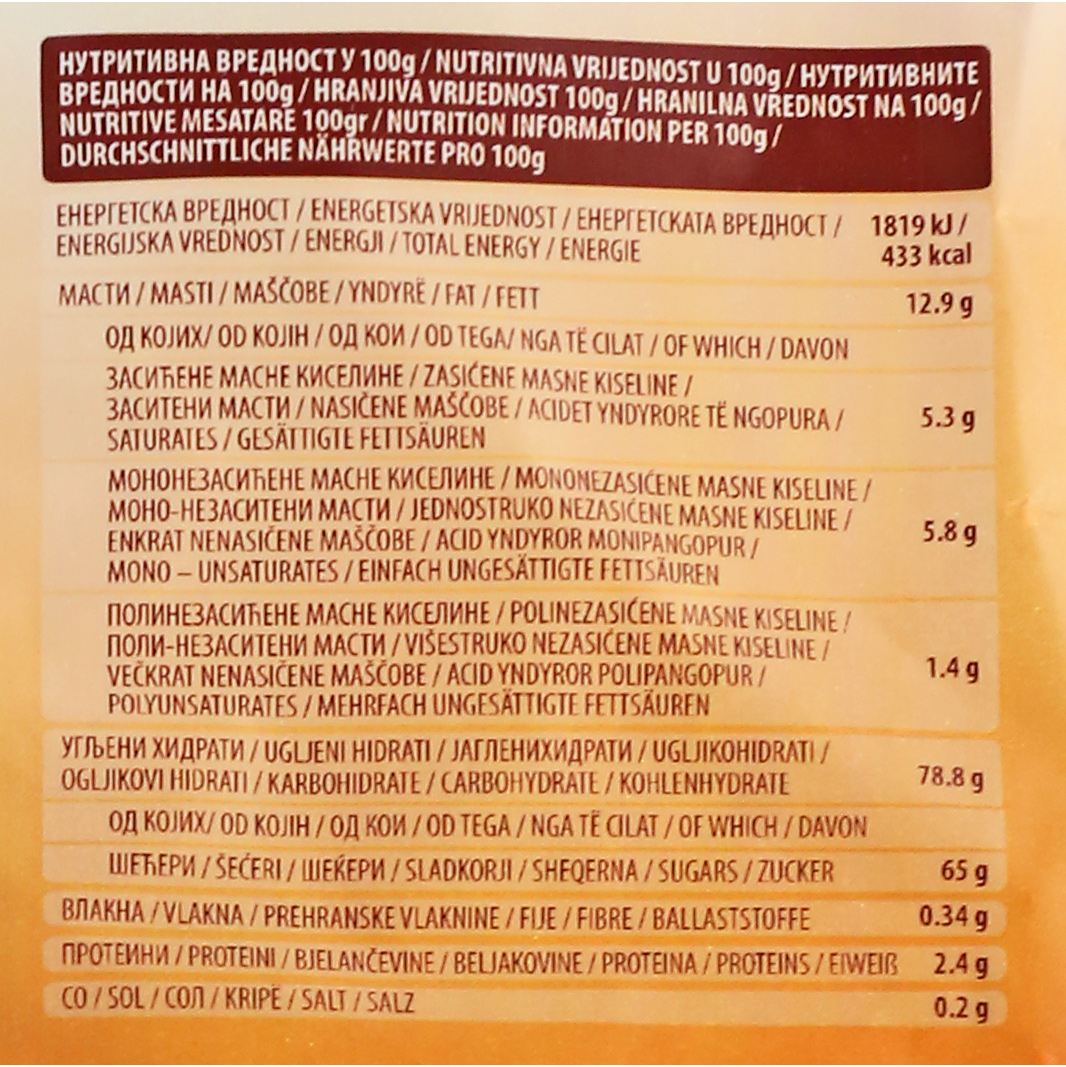 НУТРИТИВНА ВРЕДНОСТ У 100g / NUTRITIVNA VRIJEDNOST U 100g / НУТРИТИВНИТЕ
ВРЕДНОСТИ НА 100g / HRANJIVA VRIJEDNOST 100g / HRANILNA VREDNOST NA 100g /
NUTRITIVE MESATARE 100gr / NUTRITION INFORMATION PER 100g /
DURCHSCHNITTLICHE NÄHRWERTE PRO 100g
ЕНЕРГЕТСКА ВРЕДНОСТ / ENERGETSKA VRIJEDNOST / ЕНЕРГЕТСКАТА ВРЕДНОСТ / 1819 kJ /
ENERGIJSKA VREDNOST / ENERGJI / TOTAL ENERGY / ENERGIE 433 kcal
МАСТИ / MASTI / MAŠČOBE / YNDYRË / FAT / FETT 12.9 g
ОД КОЈИХ/ OD KOJIH / ОД КОИ / OD TEGA/ NGA TË CILAT / OF WHICH / DAVON
ЗАСИЋЕНЕ МАСНЕ КИСЕЛИНЕ / ZASIĆENE MASNE KISELINE /
ЗАСИТЕНИ МАСТИ / NASIČENE MAŠČOBE / ACIDET YNDYRORE TË NGOPURA / 5.3 g
SATURATES / GESÄTTIGTE FETTSÄUREN
МОНОНЕЗАСИЋЕНЕ МАСНЕ КИСЕЛИНЕ / MONONEZASIĆENE MASNE KISELINE /
МОНО-НЕЗАСИТЕНИ МАСТИ / JEDNOSTRUKO NEZASIĆENE MASNE KISELINE /
ENKRAT NENASIČENE MAŠČOBE / ACID YNDYROR MONIPANGOPUR / 5.8 g
MONO – UNSATURATES / EINFACH UNGESÄTTIGTE FETTSÄUREN
ПОЛИНЕЗАСИЋЕНЕ МАСНЕ КИСЕЛИНЕ / POLINEZASIĆENE MASNE KISELINE /
ПОЛИ-НЕЗАСИТЕНИ МАСТИ / VIŠESTRUKO NEZASIĆENE MASNE KISELINE /
VEČKRAT NENASIČENE MAŠČOBE / ACID YNDYROR POLIPANGOPUR / 1.4 g
POLYUNSATURATES / MEHRFACH UNGESÄTTIGTE FETTSÄUREN
УГЉЕНИ ХИДРАТИ / UGLJENI HIDRATI / ЈАГЛЕНИХИДРАТИ / UGLJIKOHIDRATI /
OGLJIKOVI HIDRATI / KARBOHIDRATE / CARBOHYDRATE / KOHLENHYDRATE 78.8 g
ОД КОЈИХ/ OD KOJIH / ОД КОИ / OD TEGA / NGA TË CILAT / OF WHICH / DAVON
ШЕЋЕРИ / ŠEĆERI / ШЕЌЕРИ / SLADKORJI / SHEQERNA / SUGARS / ZUCKER 65 g
ВЛАКНА / VLAKNA / PREHRANSKE VLAKNINE / FIJE / FIBRE / BALLASTSTOFFE 0.34 g
ПРОТЕИНИ / PROTEINI / BJELANČEVINE / BELJAKOVINE / PROTEINA / PROTEINS / EIWEIß 2.4 g
СО / SOL / СОЛ / KRIPË / SALT / SALZ 0.2 g